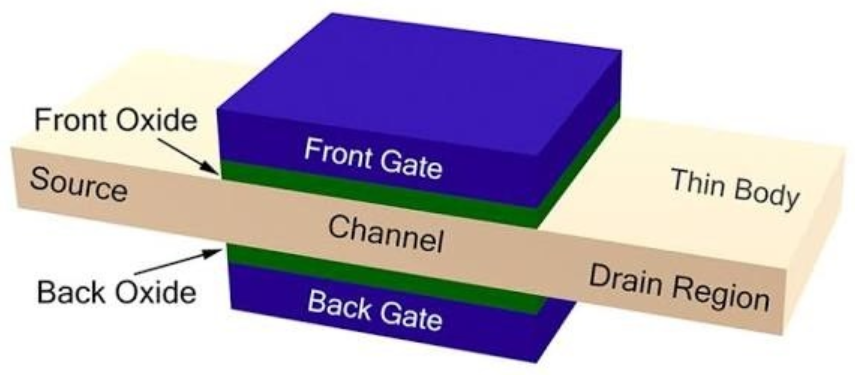 Front Oxide
Front Gate
Source
Thin Body
Channel
Drain Region
Back Oxide
Back Gate